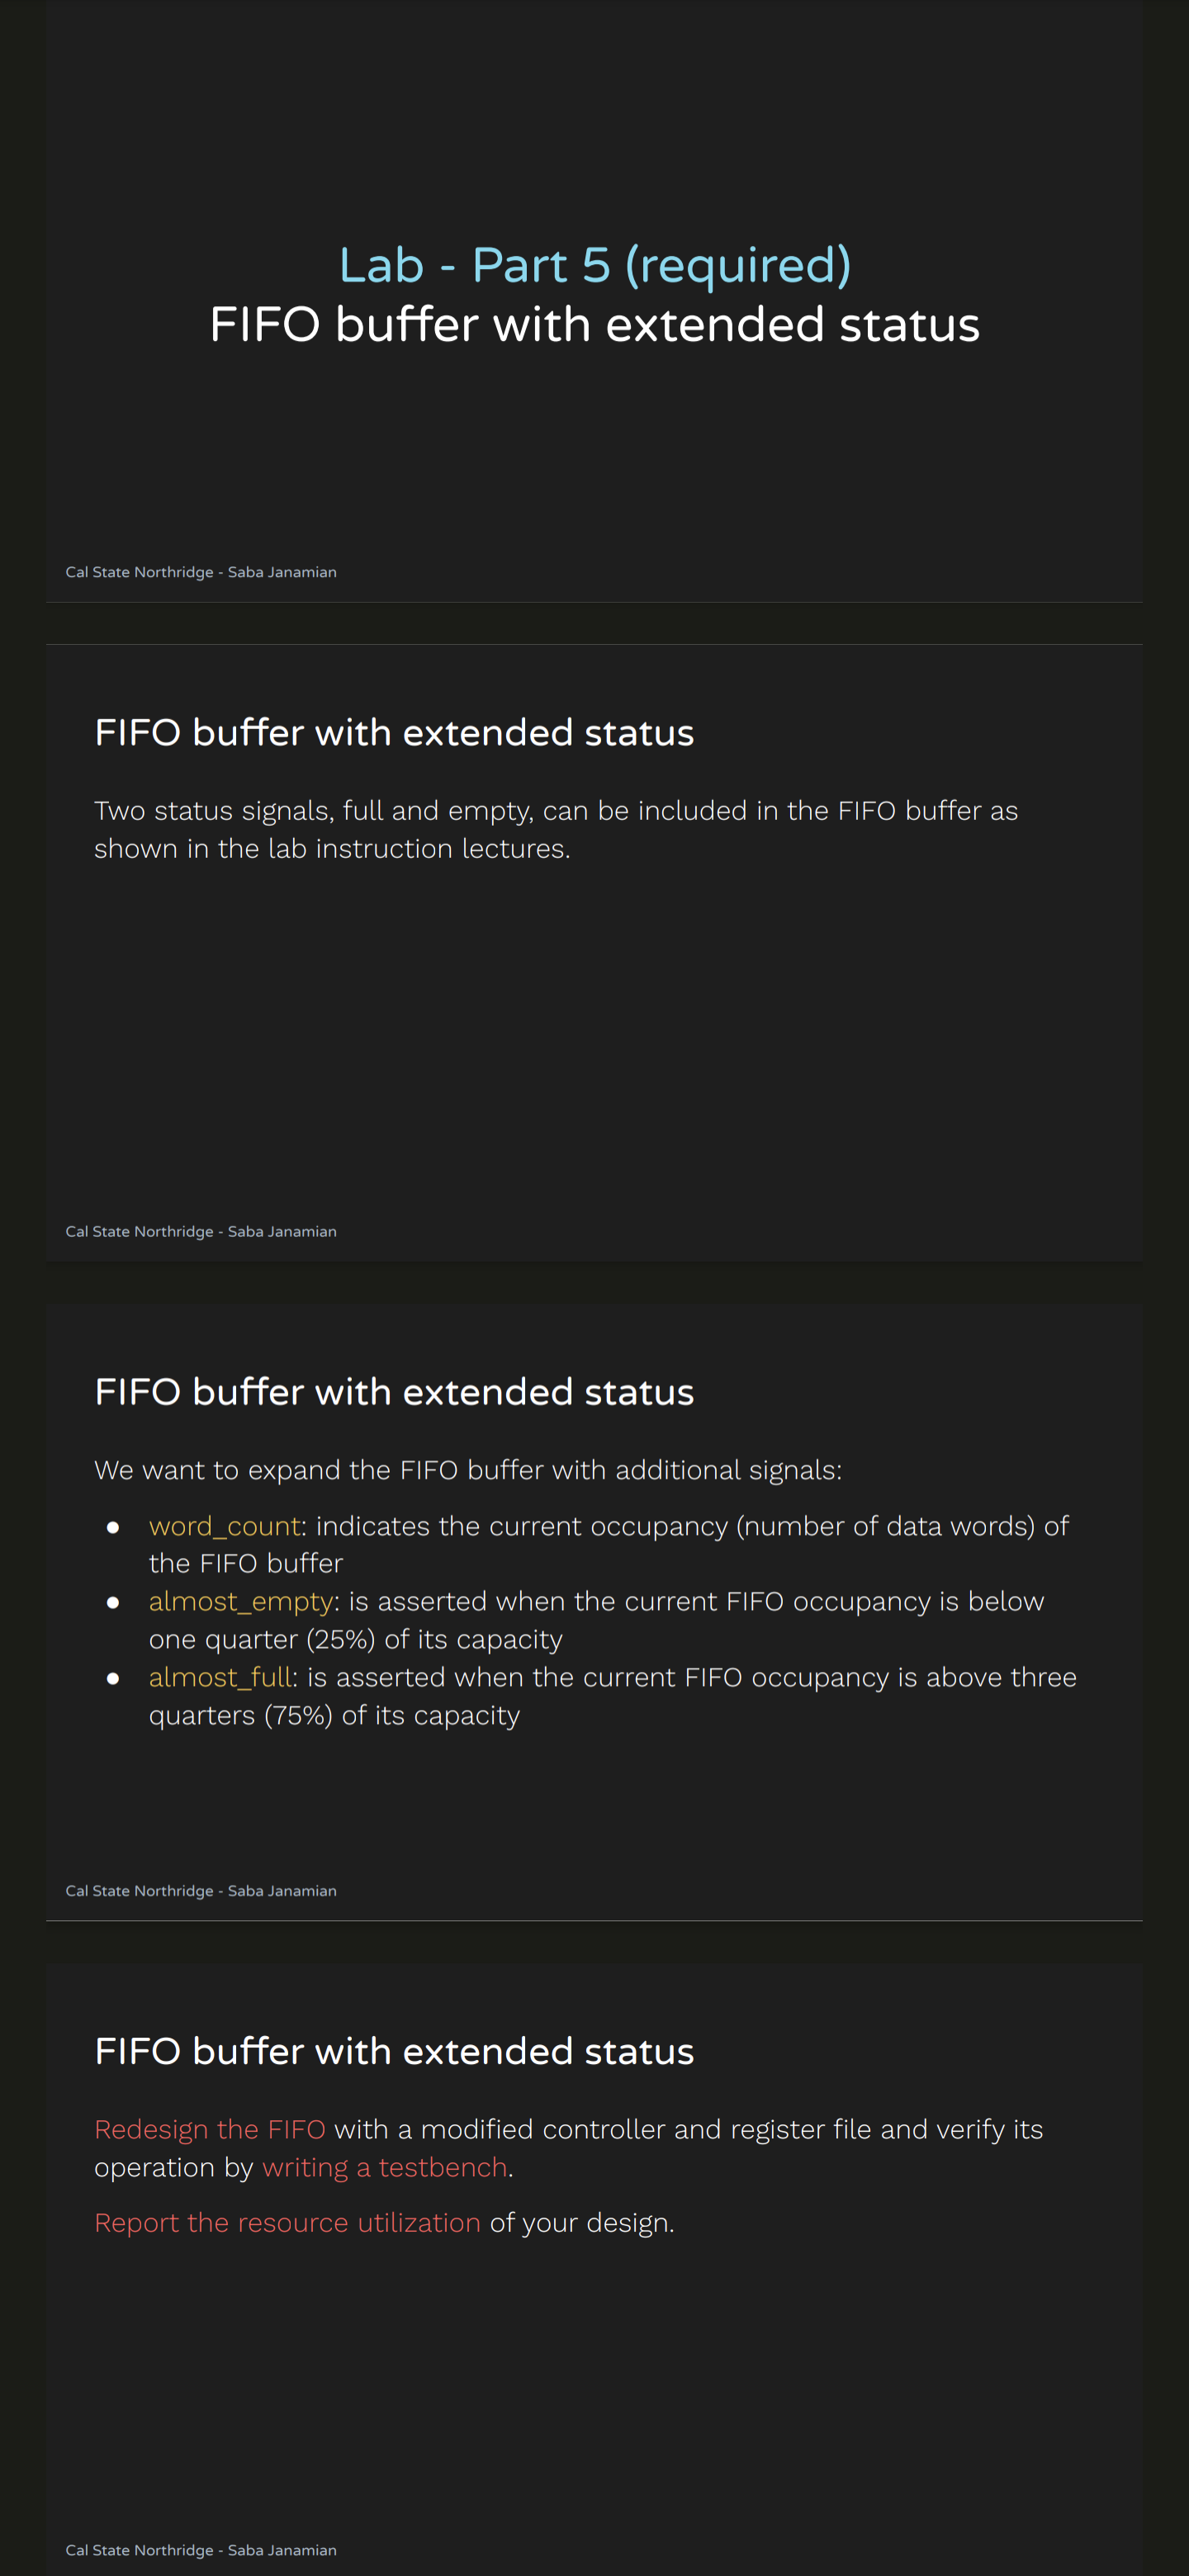 Lab - Part 5 (required)
FIFO buffer with extended status
Cal State Northridge - Saba Janamian
FIFO buffer with extended status
Two status signals, full and empty, can be included in the FIFO buffer as
shown in the lab instruction lectures.
Cal State Northridge - Saba Janamian
FIFO buffer with extended status
We want to expand the FIFO buffer with additional signals:
● word_count: indicates the current occupancy (number of data words) of
the FIFO buffer
● almost_empty: is asserted when the current FIFO occupancy is below
one quarter (25%) of its capacity
● almost_full: is asserted when the current FIFO occupancy is above three
quarters (75%) of its capacity
Cal State Northridge - Saba Janamian
FIFO buffer with extended status
Redesign the FIFO with a modified controller and register file and verify its
operation by writing a testbench.
Report the resource utilization of your design.
Cal State Northridge - Saba Janamian